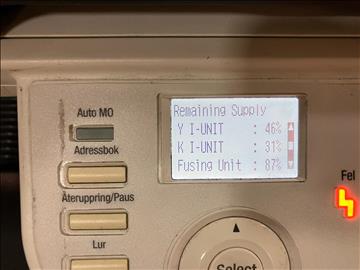 Remaining Supply
Y I-UNIT : 46%
K I-UNIT : 31%
Fusing Unit : 87%
Auto MO
Adressbok
Återuppring/Paus
Lur
Fel
Select